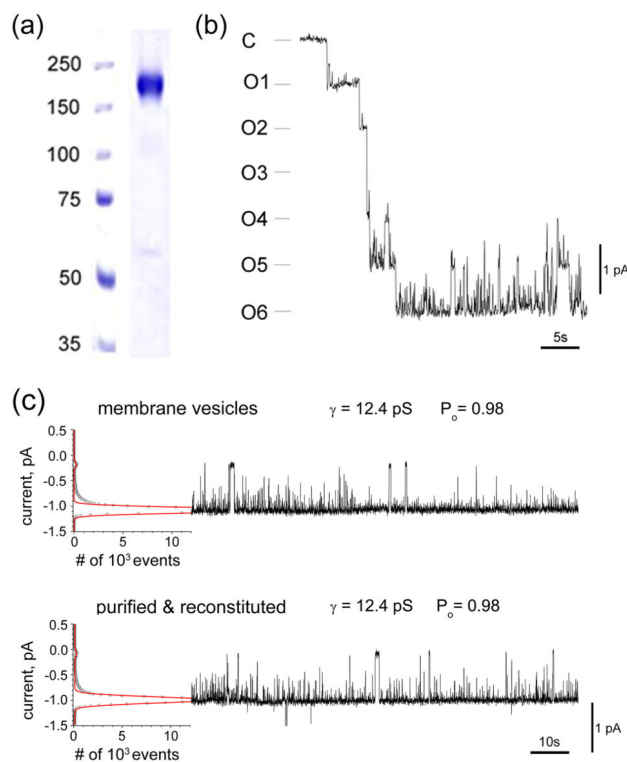 (a)
250
150
100
75
50
35
(b)
C
O1
O2
O3
O4
O5
O6
1 pA
5s
(c)
membrane vesicles γ = 12.4 pS Po = 0.98
0.5
0.0
-0.5
-1.0
-1.5
current, pA
0 5 10
# of 10³ events
purified & reconstituted γ = 12.4 pS Po = 0.98
0.5
0.0
-0.5
-1.0
-1.5
current, pA
0 5 10
# of 10³ events
1 pA
10s